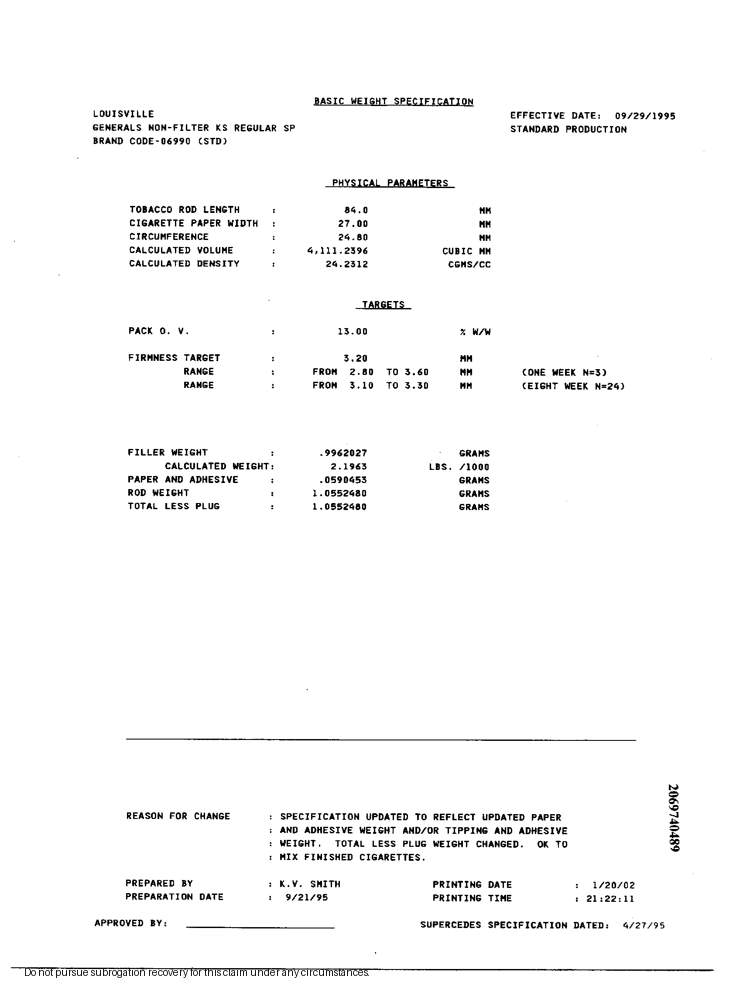 BASIC WEIGHT SPECIFICATION
LOUISVILLE
EFFECTIVE DATE: 09/29/1995
GENERALS NON-FILTER KS REGULAR SP
STANDARD PRODUCTION
BRAND CODE-06990 (STD)
PHYSICAL PARAMETERS
TOBACCO ROD LENGTH : 84.0 MM
CIGARETTE PAPER WIDTH : 27.00 MM
CIRCUMFERENCE : 24.80 MM
CALCULATED VOLUME : 4,111.2396 CUBIC MM
CALCULATED DENSITY : 24.2312 CGMS/CC
TARGETS
PACK O. V. : 13.00 % W/W
FIRMNESS TARGET : 3.20 MM
RANGE : FROM 2.80 TO 3.60 MM (ONE WEEK N=3)
RANGE : FROM 3.10 TO 3.30 MM (EIGHT WEEK N=24)
FILLER WEIGHT : .9962027 GRAMS
CALCULATED WEIGHT: 2.1963 LBS. /1000
PAPER AND ADHESIVE : .0590453 GRAMS
ROD WEIGHT : 1.0552480 GRAMS
TOTAL LESS PLUG : 1.0552480 GRAMS
2069740489
REASON FOR CHANGE : SPECIFICATION UPDATED TO REFLECT UPDATED PAPER
: AND ADHESIVE WEIGHT AND/OR TIPPING AND ADHESIVE
: WEIGHT. TOTAL LESS PLUG WEIGHT CHANGED. OK TO
: MIX FINISHED CIGARETTES.
PREPARED BY : K.V. SMITH PRINTING DATE : 1/20/02
PREPARATION DATE : 9/21/95 PRINTING TIME : 21:22:11
APPROVED BY: SUPERCEDES SPECIFICATION DATED: 4/27/95
Do not pursue subrogation recovery for this claim under any circumstances.